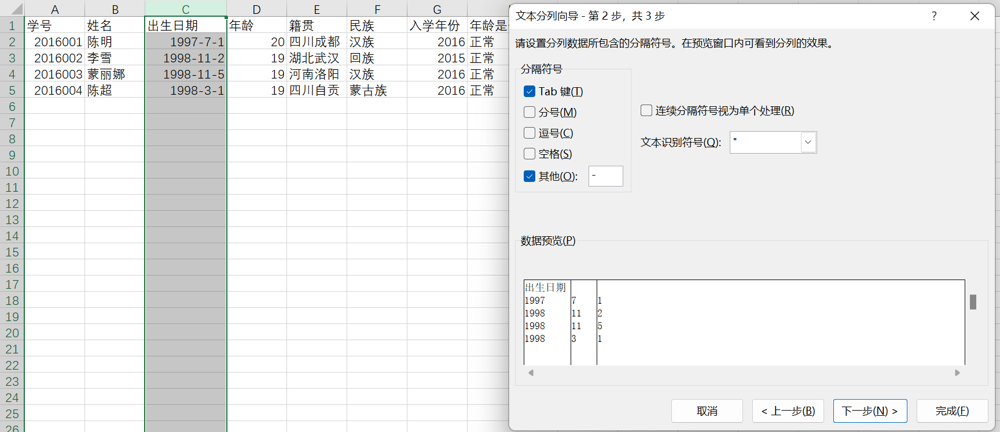 A B C D E F G
1 学号 姓名 出生日期 年龄 籍贯 民族 入学年份 年龄是
2 2016001 陈明 1997-7-1 20 四川成都 汉族 2016 正常
3 2016002 李雪 1998-11-2 19 湖北武汉 回族 2015 正常
4 2016003 蒙丽娜 1998-11-5 19 河南洛阳 汉族 2016 正常
5 2016004 陈超 1998-3-1 19 四川自贡 蒙古族 2016 正常
6
7
8
9
10
11
12
13
14
15
16
17
18
19
20
21
22
23
24
25
26
文本分列向导 - 第 2 步，共 3 步 ?
请设置分列数据所包含的分隔符号。在预览窗口内可看到分列的效果。
分隔符号
Tab 键(T)
分号(M)
逗号(C)
空格(S)
其他(O): -
连续分隔符号视为单个处理(R)
文本识别符号(Q): "
数据预览(P)
出生日期
1997 7 1
1998 11 2
1998 11 5
1998 3 1
取消 < 上一步(B) 下一步(N) > 完成(F)